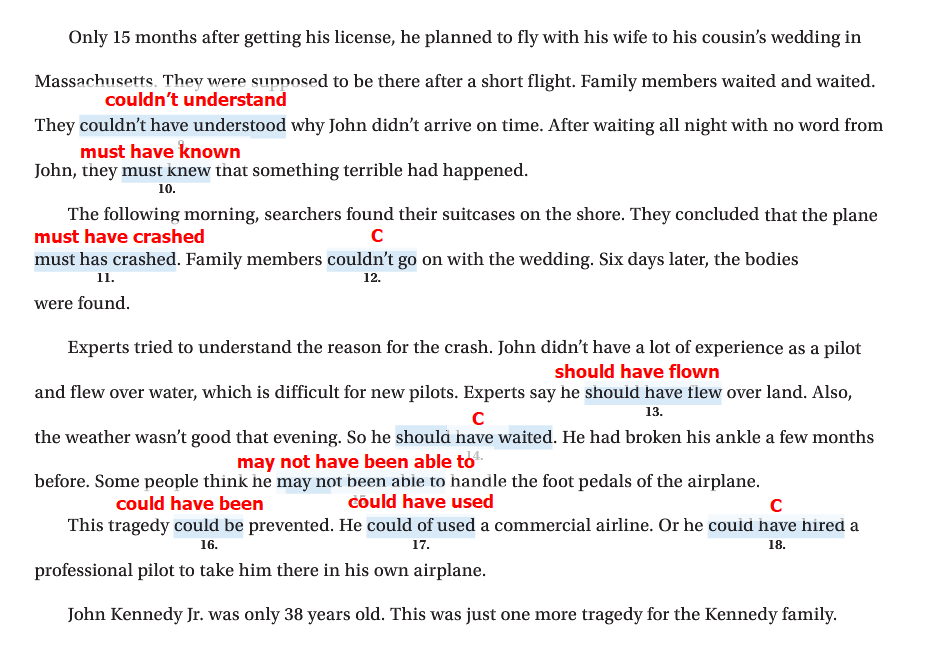 Only 15 months after getting his license, he planned to fly with his wife to his cousin's wedding in
Massachusetts. They were supposed to be there after a short flight. Family members waited and waited.
couldn't understand
They couldn't have understood why John didn't arrive on time. After waiting all night with no word from
9.
must have known
John, they must knew that something terrible had happened.
10.
The following morning, searchers found their suitcases on the shore. They concluded that the plane
must have crashed C
must has crashed. Family members couldn't go on with the wedding. Six days later, the bodies
11. 12.
were found.
Experts tried to understand the reason for the crash. John didn't have a lot of experience as a pilot
should have flown
and flew over water, which is difficult for new pilots. Experts say he should have flew over land. Also,
13.
C
the weather wasn't good that evening. So he should have waited. He had broken his ankle a few months
14.
may not have been able to
before. Some people think he may not been able to handle the foot pedals of the airplane.
15.
could have been could have used C
This tragedy could be prevented. He could of used a commercial airline. Or he could have hired a
16. 17. 18.
professional pilot to take him there in his own airplane.
John Kennedy Jr. was only 38 years old. This was just one more tragedy for the Kennedy family.